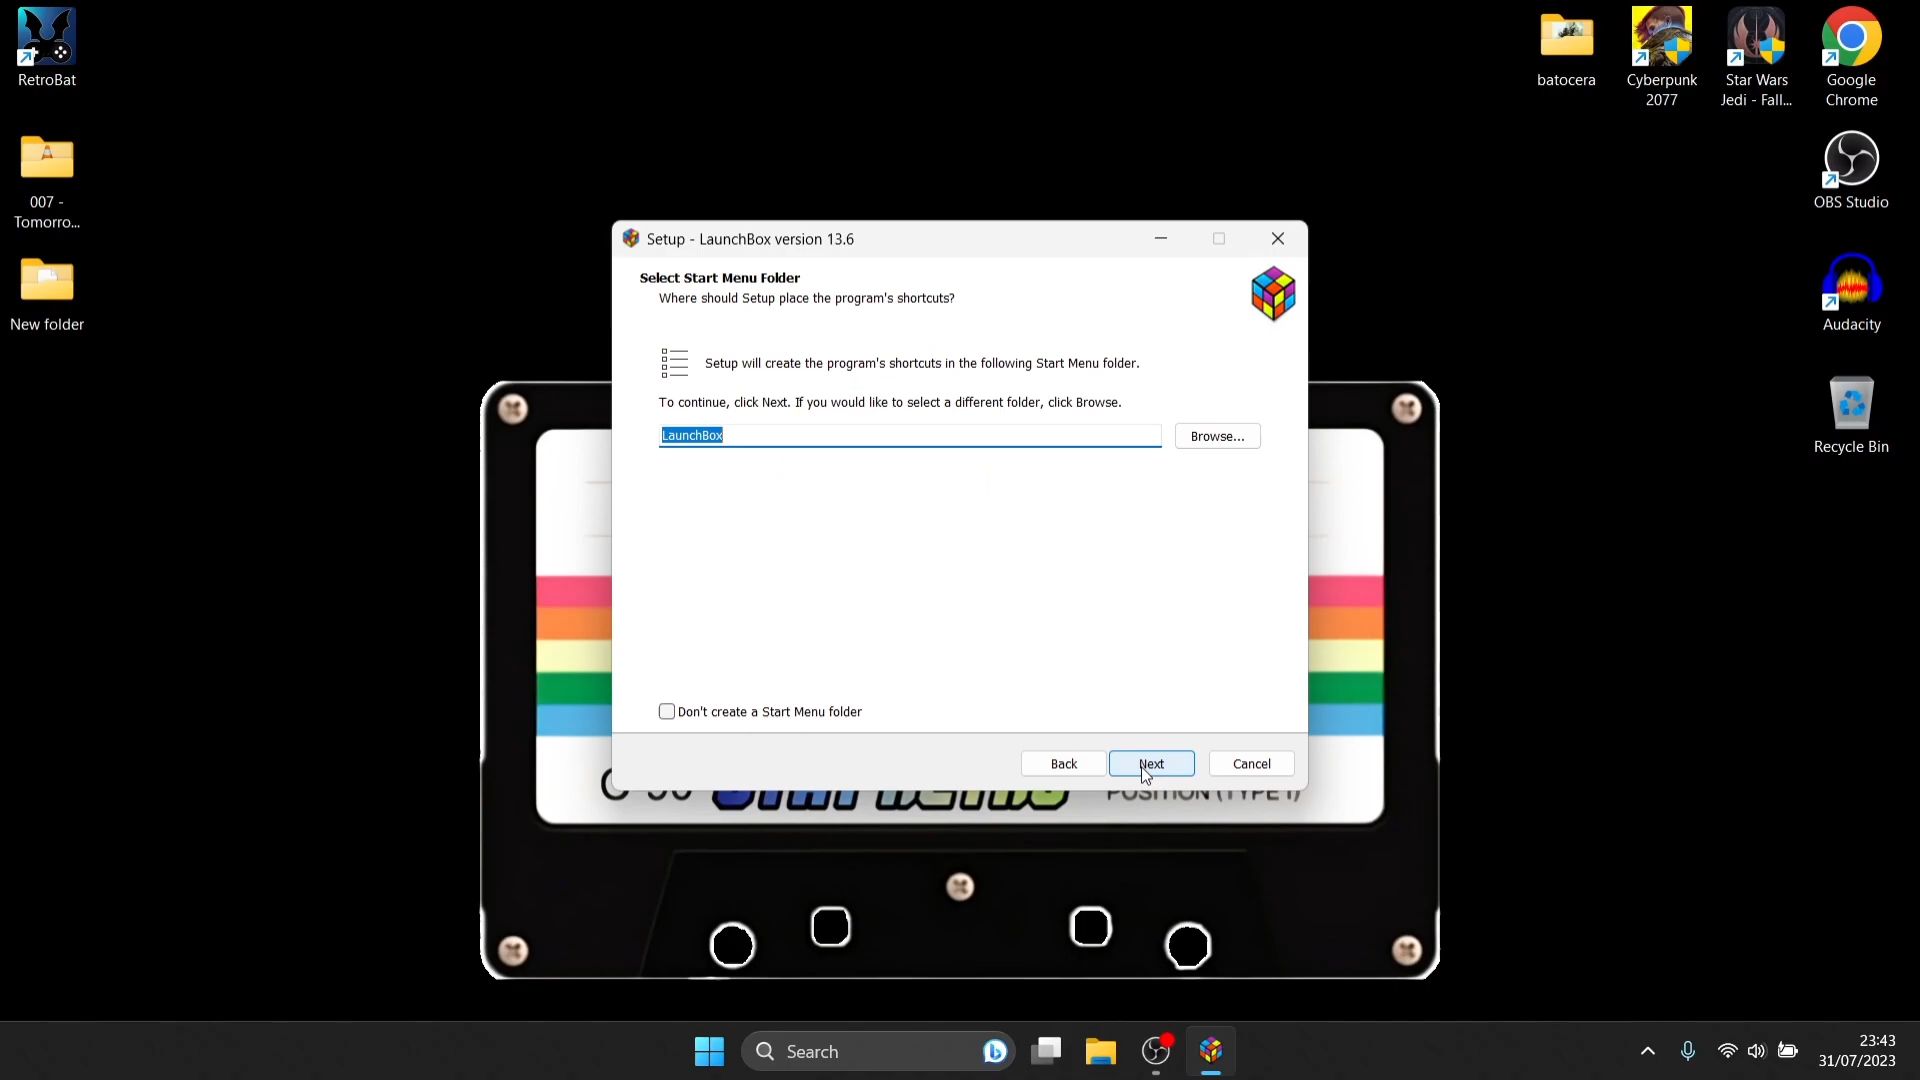 RetroBat
007 -
Tomorro...
New folder
batocera
Cyberpunk
2077
Star Wars
Jedi - Fall...
Google
Chrome
OBS Studio
Audacity
Recycle Bin
Setup - LaunchBox version 13.6
Select Start Menu Folder
Where should Setup place the program's shortcuts?
Setup will create the program's shortcuts in the following Start Menu folder.
To continue, click Next. If you would like to select a different folder, click Browse.
LaunchBox
Browse...
Don't create a Start Menu folder
Back
Next
Cancel
POSITION (TYPE I)
Search
23:43
31/07/2023